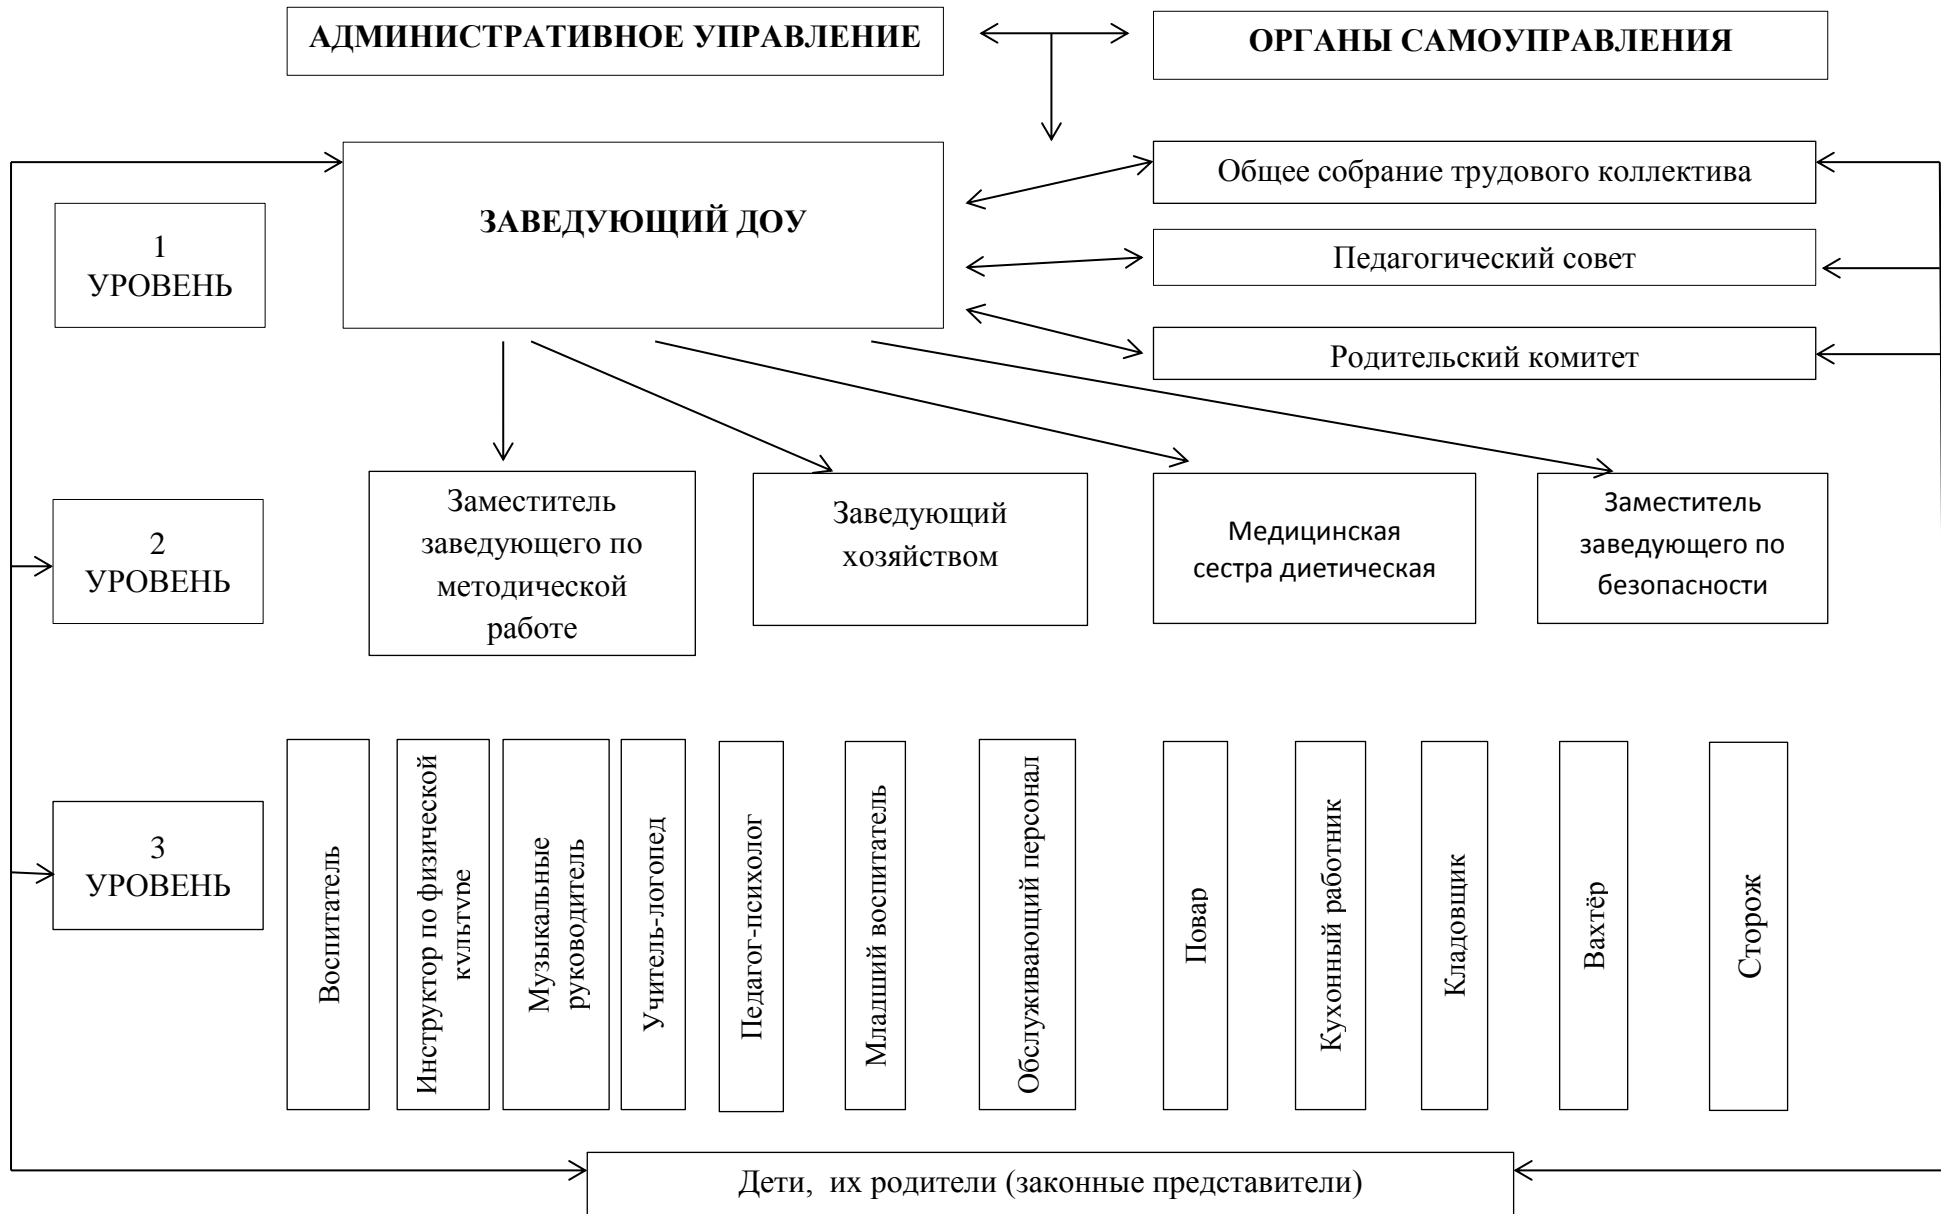 АДМИНИСТРАТИВНОЕ УПРАВЛЕНИЕ
ОРГАНЫ САМОУПРАВЛЕНИЯ
1
УРОВЕНЬ
ЗАВЕДУЮЩИЙ ДОУ
Общее собрание трудового коллектива
Педагогический совет
Родительский комитет
2
УРОВЕНЬ
Заместитель
заведующего по
методической
работе
Заведующий
хозяйством
Медицинская
сестра диетическая
Заместитель
заведующего по
безопасности
3
УРОВЕНЬ
Воспитатель
Инструктор по физической
культуре
Музыкальные
руководитель
Учитель-логопед
Педагог-психолог
Младший воспитатель
Обслуживающий персонал
Повар
Кухонный работник
Кладовщик
Вахтёр
Сторож
Дети, их родители (законные представители)